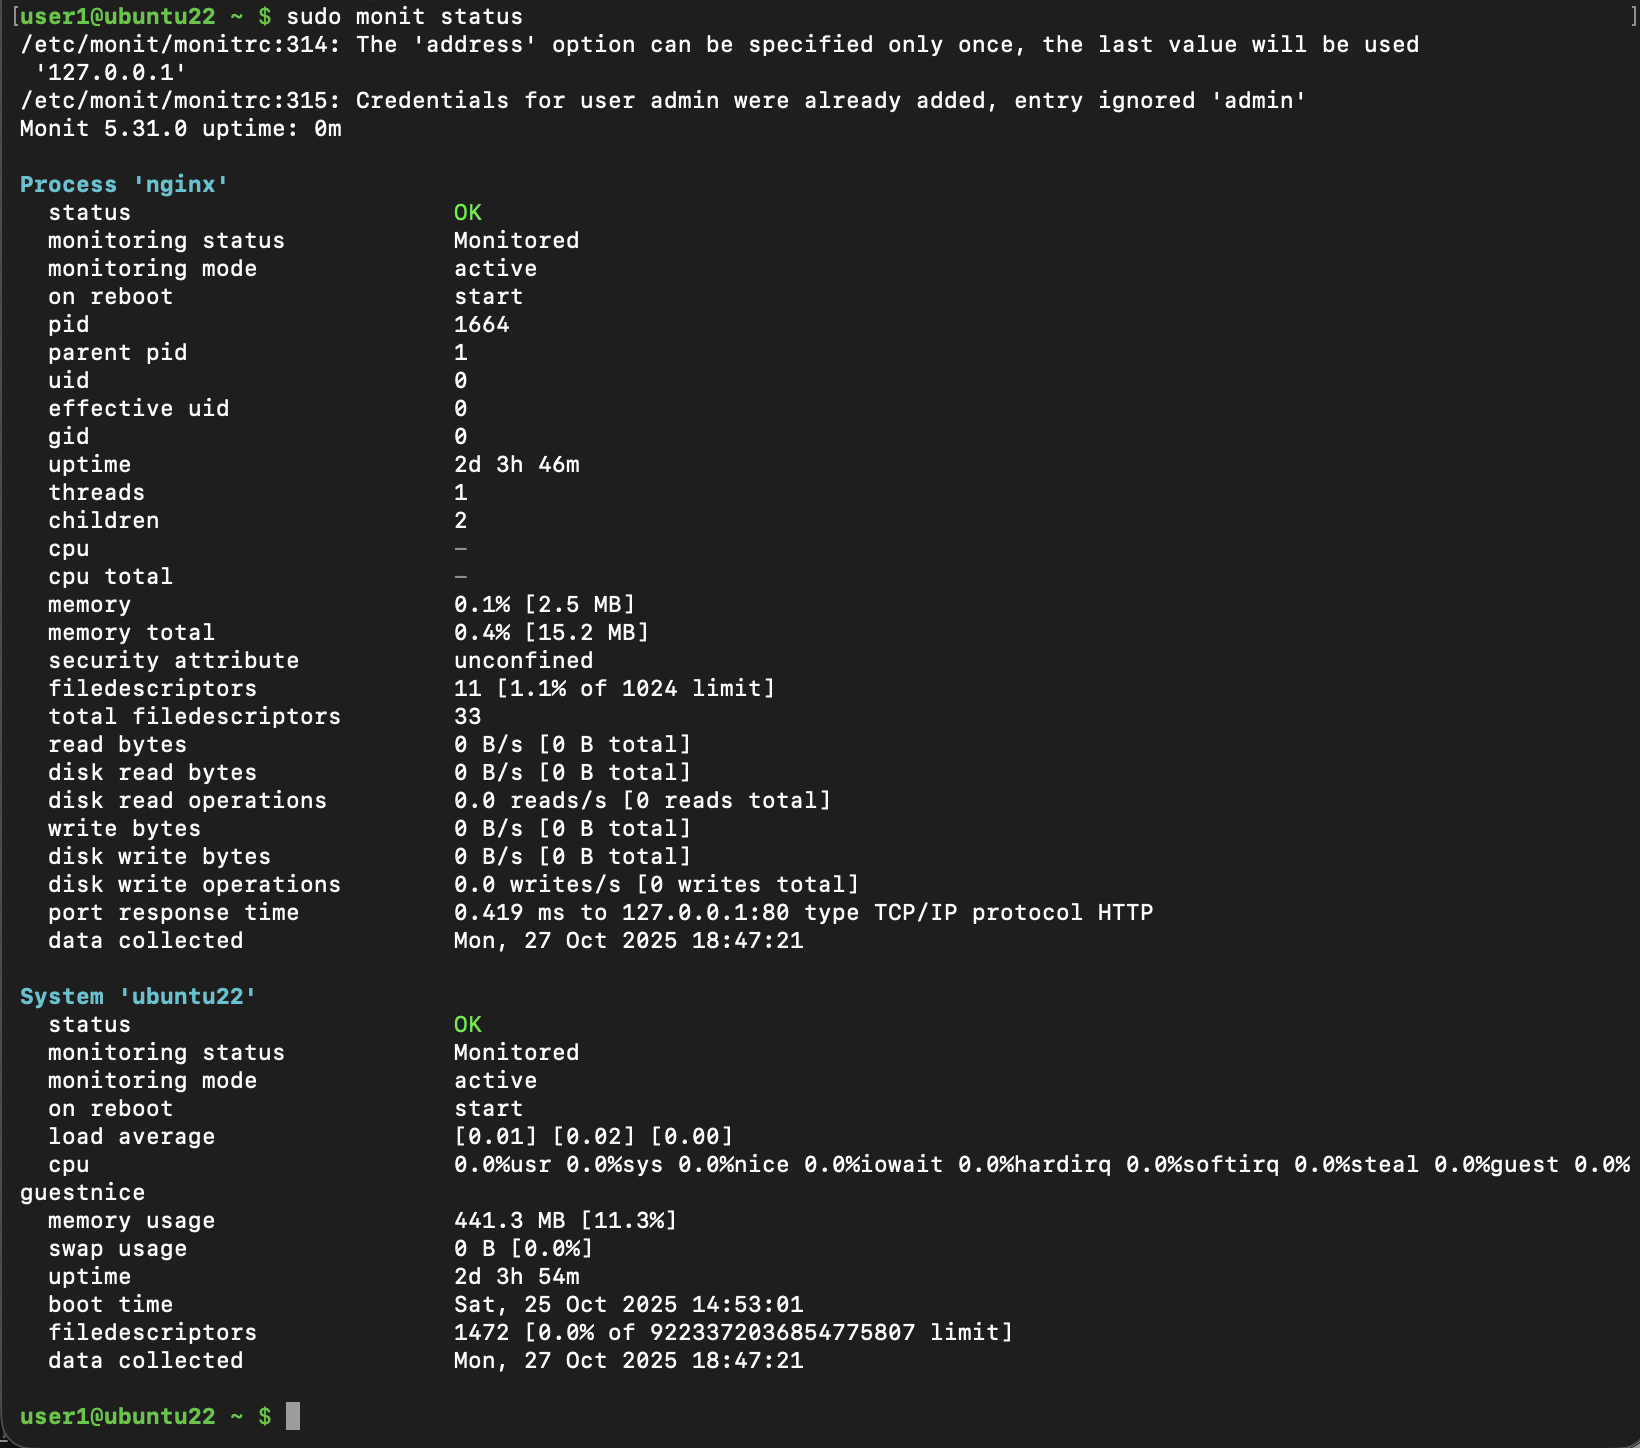 [user1@ubuntu22 ~ $ sudo monit status ]
/etc/monit/monitrc:314: The 'address' option can be specified only once, the last value will be used
'127.0.0.1'
/etc/monit/monitrc:315: Credentials for user admin were already added, entry ignored 'admin'
Monit 5.31.0 uptime: 0m
Process 'nginx'
status OK
monitoring status Monitored
monitoring mode active
on reboot start
pid 1664
parent pid 1
uid 0
effective uid 0
gid 0
uptime 2d 3h 46m
threads 1
children 2
cpu –
cpu total –
memory 0.1% [2.5 MB]
memory total 0.4% [15.2 MB]
security attribute unconfined
filedescriptors 11 [1.1% of 1024 limit]
total filedescriptors 33
read bytes 0 B/s [0 B total]
disk read bytes 0 B/s [0 B total]
disk read operations 0.0 reads/s [0 reads total]
write bytes 0 B/s [0 B total]
disk write bytes 0 B/s [0 B total]
disk write operations 0.0 writes/s [0 writes total]
port response time 0.419 ms to 127.0.0.1:80 type TCP/IP protocol HTTP
data collected Mon, 27 Oct 2025 18:47:21
System 'ubuntu22'
status OK
monitoring status Monitored
monitoring mode active
on reboot start
load average [0.01] [0.02] [0.00]
cpu 0.0%usr 0.0%sys 0.0%nice 0.0%iowait 0.0%hardirq 0.0%softirq 0.0%steal 0.0%guest 0.0%
guestnice
memory usage 441.3 MB [11.3%]
swap usage 0 B [0.0%]
uptime 2d 3h 54m
boot time Sat, 25 Oct 2025 14:53:01
filedescriptors 1472 [0.0% of 9223372036854775807 limit]
data collected Mon, 27 Oct 2025 18:47:21
user1@ubuntu22 ~ $